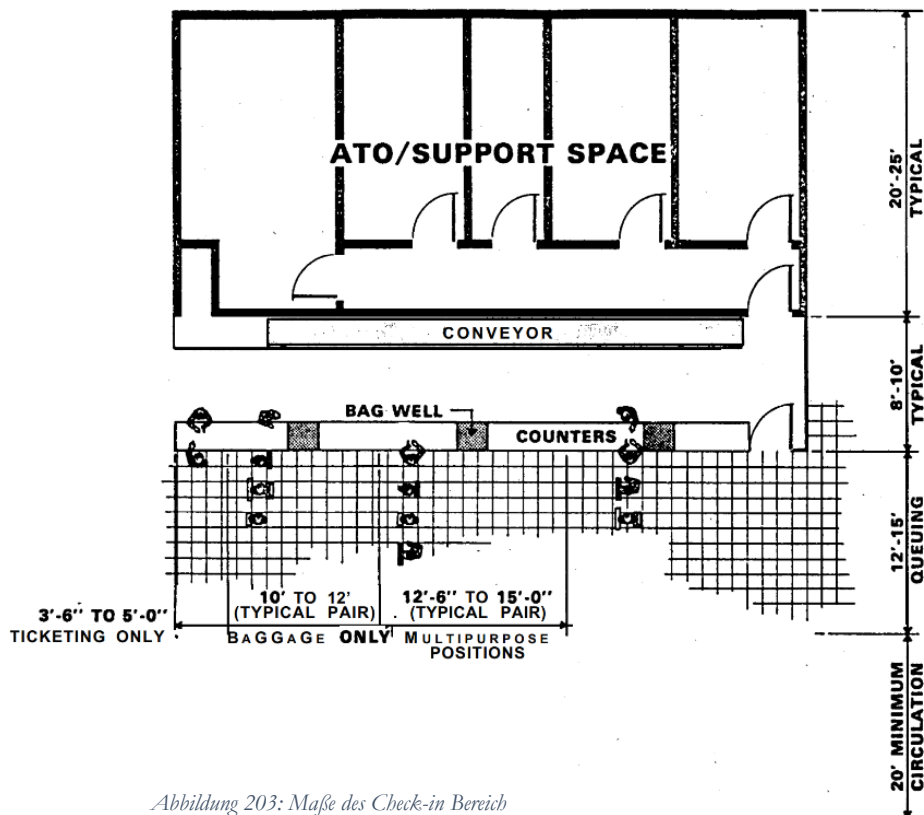 ATO/SUPPORT SPACE
20'-25'
TYPICAL
CONVEYOR
8'-10'
TYPICAL
BAG WELL
COUNTERS
12'-15'
QUEUING
3'-6" TO 5'-0"
TICKETING ONLY
10' TO 12'
(TYPICAL PAIR)
BAGGAGE ONLY
12'-6" TO 15'-0"
(TYPICAL PAIR)
MULTIPURPOSE
POSITIONS
20' MINIMUM
CIRCULATION
Abbildung 203: Maße des Check-in Bereich